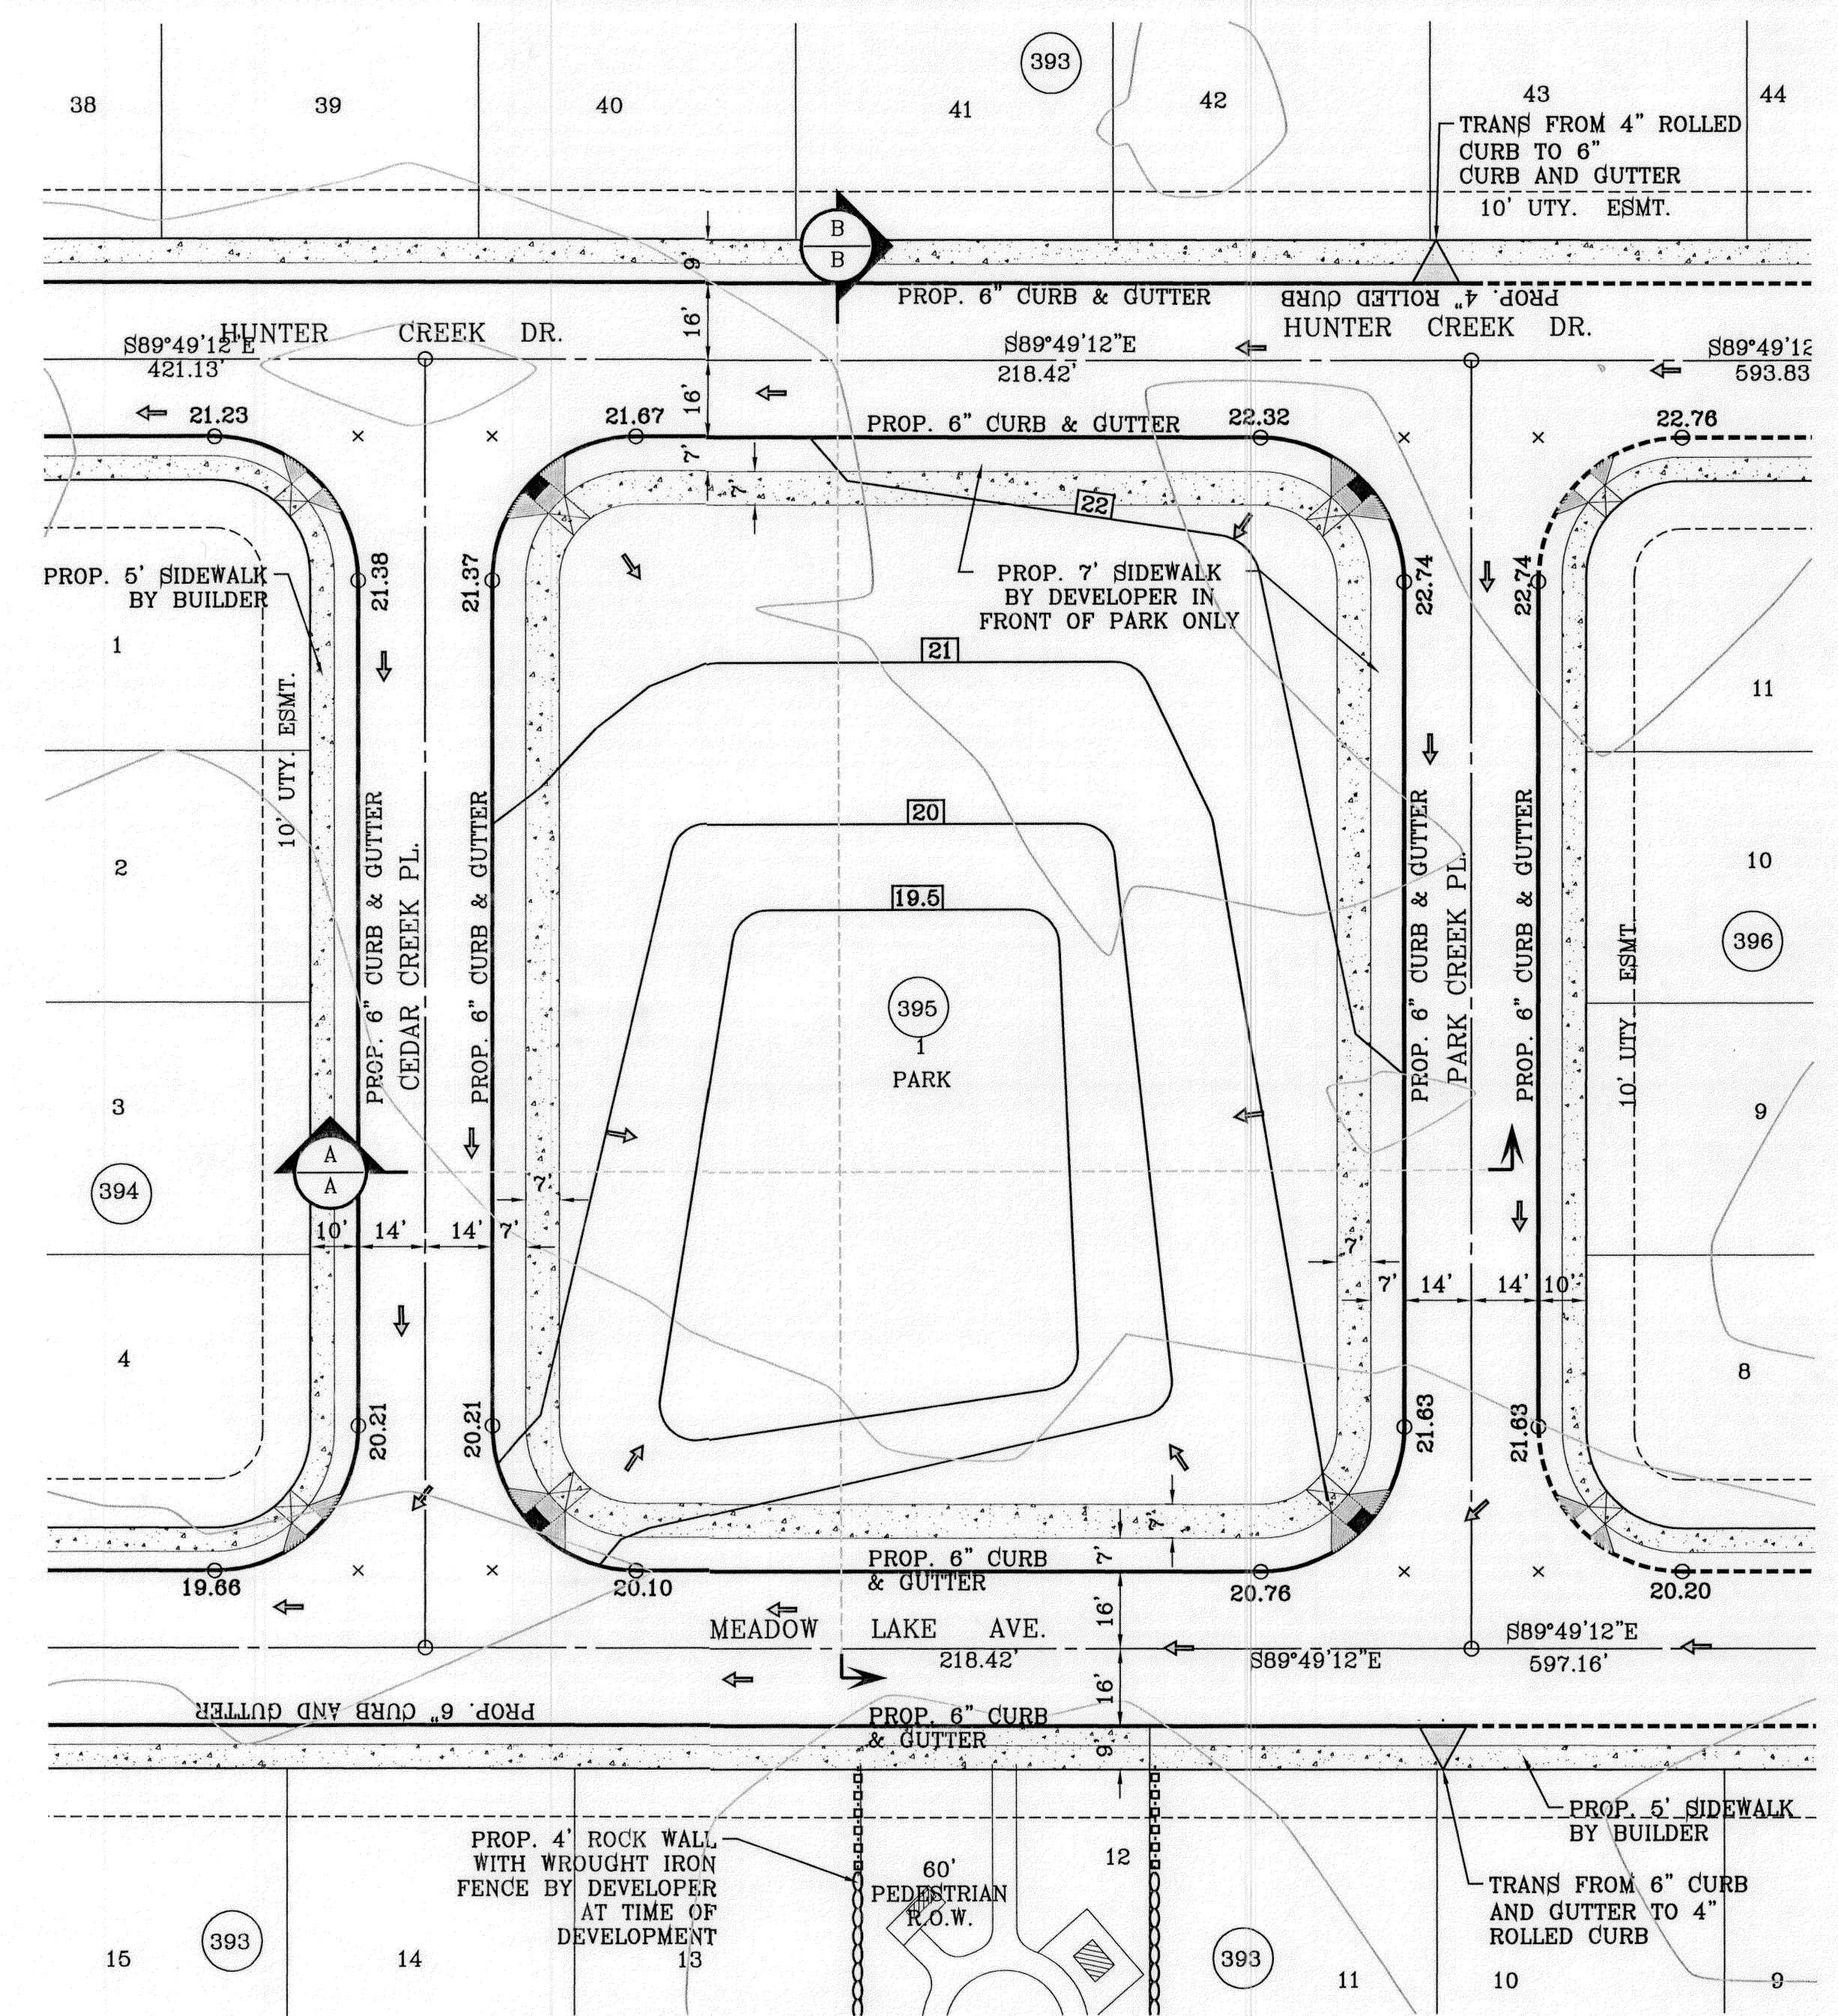 393
38
39
40
41
42
43
44
TRANS FROM 4" ROLLED
CURB TO 6"
CURB AND GUTTER
10' UTY. ESMT.
B
B
9'
PROP. 6" CURB & GUTTER
PROP. 4" ROLLED CURB
16'
HUNTER CREEK DR.
HUNTER CREEK DR.
S89°49'12"E
421.13'
S89°49'12"E
218.42'
S89°49'12
593.83
16'
21.23
21.67
PROP. 6" CURB & GUTTER
22.32
22.76
7'
7'
22
21.38
21.37
22.74
22.74
PROP. 5' SIDEWALK
BY BUILDER
PROP. 7' SIDEWALK
BY DEVELOPER IN
FRONT OF PARK ONLY
1
21
11
10' UTY. ESMT.
2
20
10
PROP. 6" CURB & GUTTER
CEDAR CREEK PL.
PROP. 6" CURB & GUTTER
PROP. 6" CURB & GUTTER
PARK CREEK PL.
PROP. 6" CURB & GUTTER
19.5
396
10' UTY ESMT
395
1
PARK
3
9
A
A
394
7'
10'
14'
14'
7'
7'
7'
14'
14'
10'
4
8
20.21
20.21
21.63
21.63
7'
7'
PROP. 6" CURB
& GUTTER
19.66
20.10
20.76
20.20
16'
MEADOW LAKE AVE.
218.42'
S89°49'12"E
S89°49'12"E
597.16'
16'
PROP. 6" CURB AND GUTTER
PROP. 6" CURB
& GUTTER
9'
PROP. 5' SIDEWALK
BY BUILDER
PROP. 4' ROCK WALL
WITH WROUGHT IRON
FENCE BY DEVELOPER
AT TIME OF
DEVELOPMENT
60'
PEDESTRIAN
R.O.W.
12
TRANS FROM 6" CURB
AND GUTTER TO 4"
ROLLED CURB
15
393
14
13
393
11
10
9